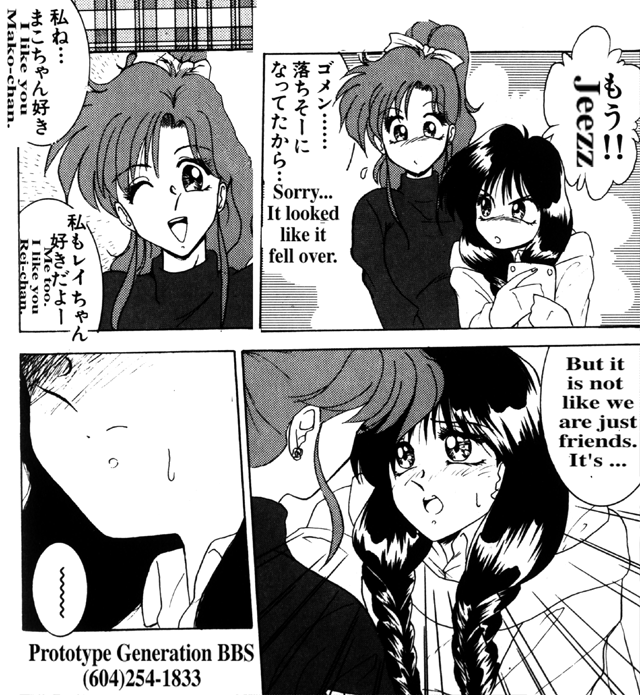 もう!!
Jeezz
ゴメン……
落ちそーに
なってたから…
Sorry...
It looked
like it
fell over.
私ね…
まこちゃん好き
I like you
Mako-chan.
私もレイちゃん
好きだよー
Me too.
I like you
Rei-chan.
But it
is not
like we
are just
friends.
It's ...
Prototype Generation BBS
(604)254-1833